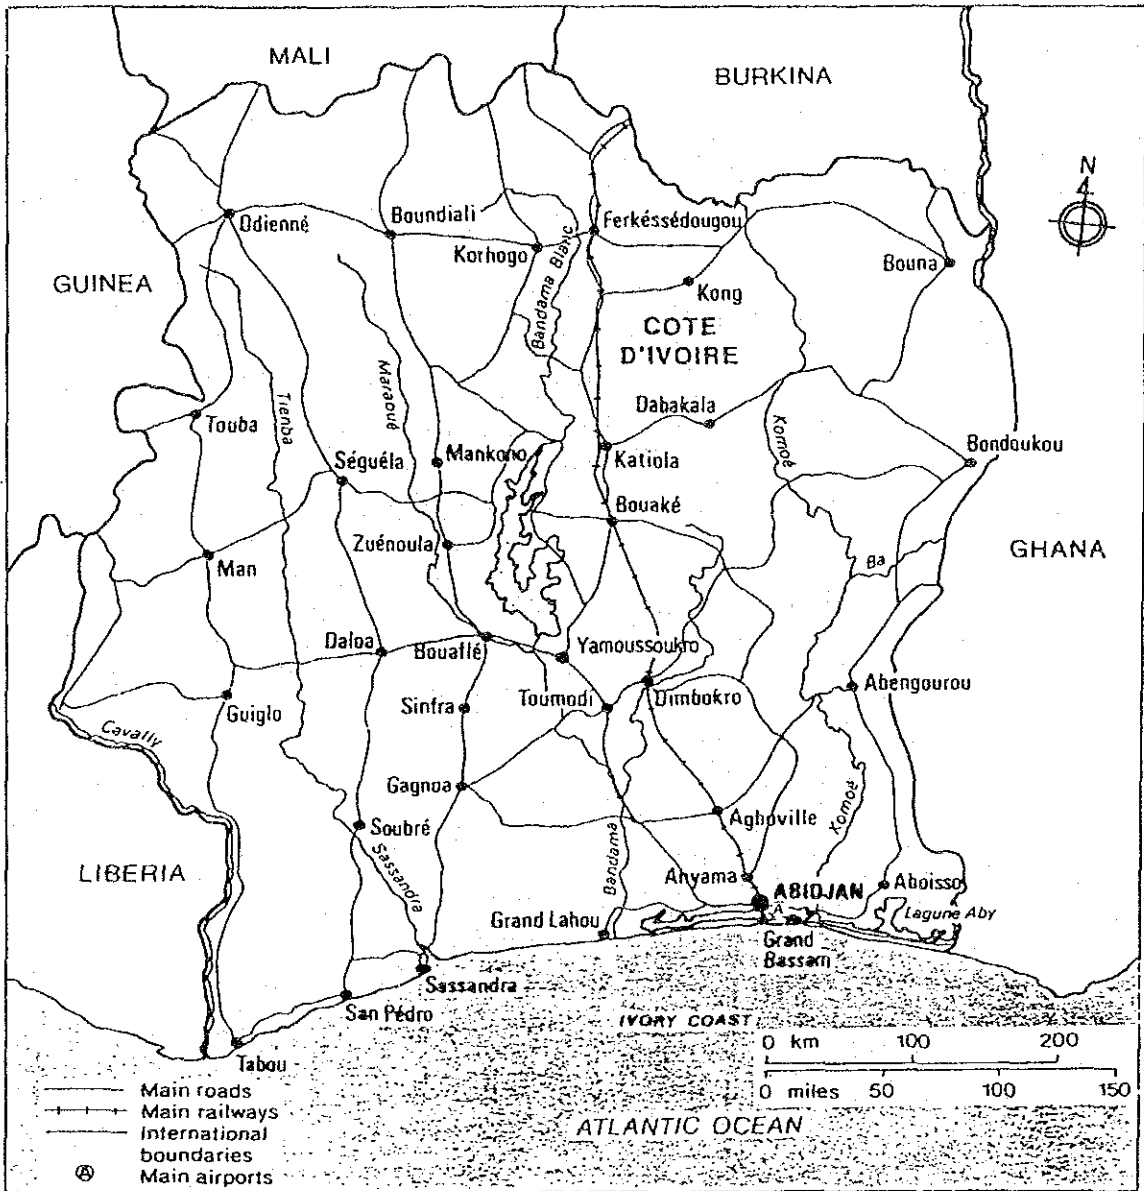 MALI
BURKINA
N
Odienné
Boundiali
Ferkéssédougou
Korhogo
Bandama Blanc
Bouna
GUINEA
Kong
COTE
D'IVOIRE
Maraoué
Tienba
Touba
Dabakala
Komoé
Mankono
Katiola
Bondoukou
Séguéla
Bouaké
Zuénoula
GHANA
Man
Ba
Daloa
Bouaflé
Yamoussoukro
Guiglo
Sinfra
Toumodi
Dimbokro
Abengourou
Cavally
Gagnoa
Komoé
Soubré
Agboville
Sassandra
Bandama
LIBERIA
Anyama
ABIDJAN
Aboisso
A
Grand Lahou
Lagune Aby
Grand
Bassam
Sassandra
San Pédro
IVORY COAST
Tabou
0 km 100 200
0 miles 50 100 150
Main roads
Main railways
International
boundaries
A Main airports
ATLANTIC OCEAN